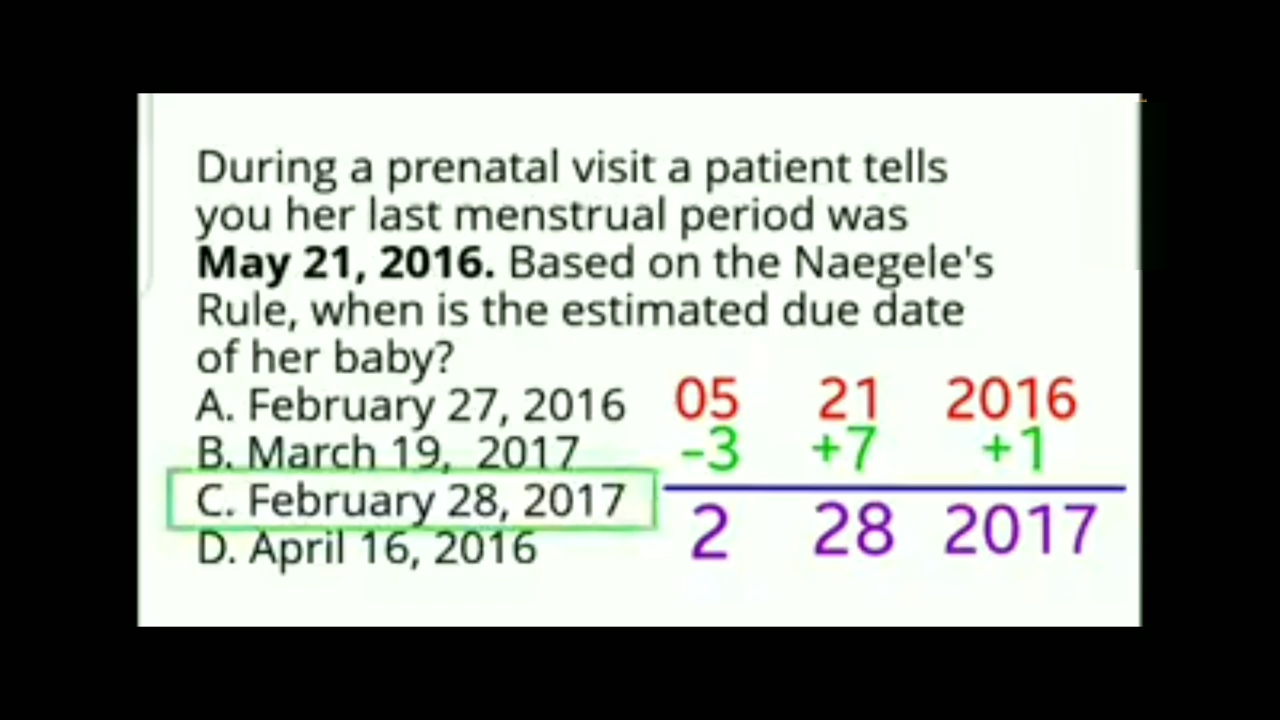 During a prenatal visit a patient tells
you her last menstrual period was
May 21, 2016. Based on the Naegele's
Rule, when is the estimated due date
of her baby?
A. February 27, 2016
B. March 19, 2017
C. February 28, 2017
D. April 16, 2016
05 21 2016
-3 +7 +1
2 28 2017